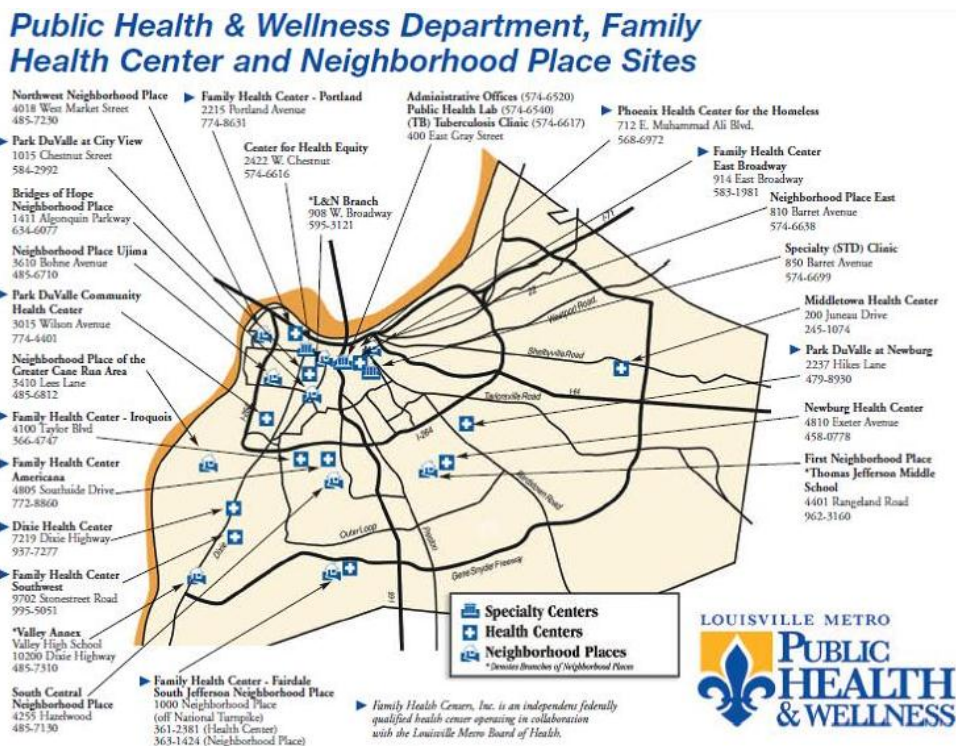 Public Health & Wellness Department, Family
Health Center and Neighborhood Place Sites
Northwest Neighborhood Place
4018 West Market Street
485-7230
Park DuValle at City View
1015 Chestnut Street
584-2992
Bridges of Hope
Neighborhood Place
1411 Algonquin Parkway
634-6077
Neighborhood Place Ujima
3610 Bohne Avenue
485-6710
Park DuValle Community
Health Center
3015 Wilson Avenue
774-4401
Neighborhood Place of the
Greater Cane Run Area
3410 Lees Lane
485-6812
Family Health Center - Iroquois
4100 Taylor Blvd
366-4747
Family Health Center
Americana
4805 Southside Drive
772-8860
Dixie Health Center
7219 Dixie Highway
937-7277
Family Health Center
Southwest
9702 Stonestreet Road
995-5051
*Valley Annex
Valley High School
10200 Dixie Highway
485-7310
South Central
Neighborhood Place
4255 Hazelwood
485-7130
Family Health Center - Portland
2215 Portland Avenue
774-8631
Center for Health Equity
2422 W. Chestnut
574-6616
*L&N Branch
908 W. Broadway
595-3121
Administrative Offices (574-6520)
Public Health Lab (574-6540)
(TB) Tuberculosis Clinic (574-6617)
400 East Gray Street
Phoenix Health Center for the Homeless
712 E. Muhammad Ali Blvd.
568-6972
Family Health Center
East Broadway
914 East Broadway
583-1981
Neighborhood Place East
810 Barret Avenue
574-6638
Specialty (STD) Clinic
850 Barret Avenue
574-6699
Middletown Health Center
200 Juneau Drive
245-1074
Park DuValle at Newburg
2237 Hikes Lane
479-8930
Newburg Health Center
4810 Exeter Avenue
458-0778
First Neighborhood Place
*Thomas Jefferson Middle
School
4401 Rangeland Road
962-3160
I-71
22
Westport Road
Shelbyville Road
I-64
Taylorsville Road
I-264
I-264
Bardstown Road
Outer Loop
Preston
Dixie
Gene Snyder Freeway
I-65
Family Health Center - Fairdale
South Jefferson Neighborhood Place
1000 Neighborhood Place
(off National Turnpike)
361-2381 (Health Center)
363-1424 (Neighborhood Place)
Specialty Centers
Health Centers
Neighborhood Places
* Denotes Branches of Neighborhood Places
Family Health Centers, Inc. is an independent federally
qualified health center operating in collaboration
with the Louisville Metro Board of Health.
LOUISVILLE METRO
PUBLIC
HEALTH
& WELLNESS